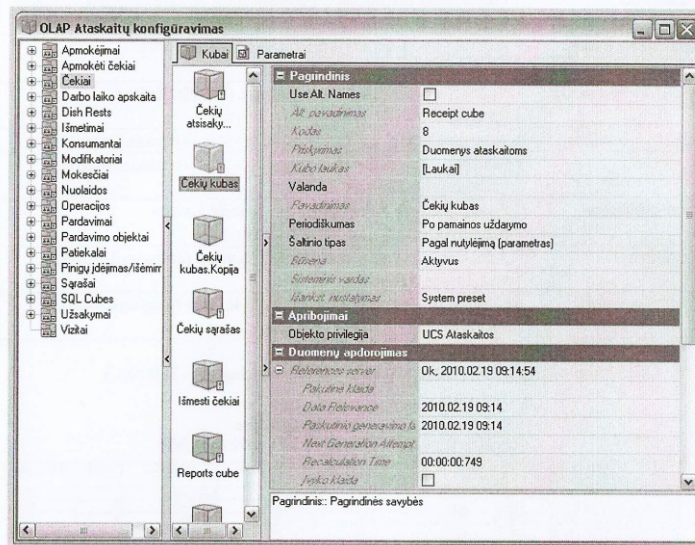 OLAP Ataskaitų konfigūravimas
Apmokėjimai
Apmokėti čekiai
Čekiai
Darbo laiko apskaita
Dish Rests
Išmetimai
Konsumantai
Modifikatoriai
Mokesčiai
Nuolaidos
Operacijos
Pardavimai
Pardavimo objektai
Patiekalai
Pinigų įdėjimas/išėmim
Sąrašai
SQL Cubes
Užsakymai
Vizitai
Kubai
Parametrai
Čekių atsisaky...
Čekių kubas
Čekių kubas.Kopija
Čekių sąrašas
Išmesti čekiai
Reports cube
Pagrindinis
Use Alt. Names
Alt. pavadinimas Receipt cube
Kodas 8
Priskyrimas Duomenys ataskaitoms
Kubo laukas [Laukai]
Valanda
Pavadinimas Čekių kubas
Periodiškumas Po pamainos uždarymo
Šaltinio tipas Pagal nutylėjimą (parametras)
Būsena Aktyvus
Sisteminis vardas
Išankst. nustatymas System preset
Apribojimai
Objekto privilegija UCS Ataskaitos
Duomenų apdorojimas
References server Ok, 2010.02.19 09:14:54
Paskutinė klaida
Data Relevance 2010.02.19 09:14
Paskutinio generavimo la 2010.02.19 09:14
Next Generation Attempt
Recalculation Time 00:00:00:749
Įvyko klaida
Pagrindinis:: Pagrindinės savybės